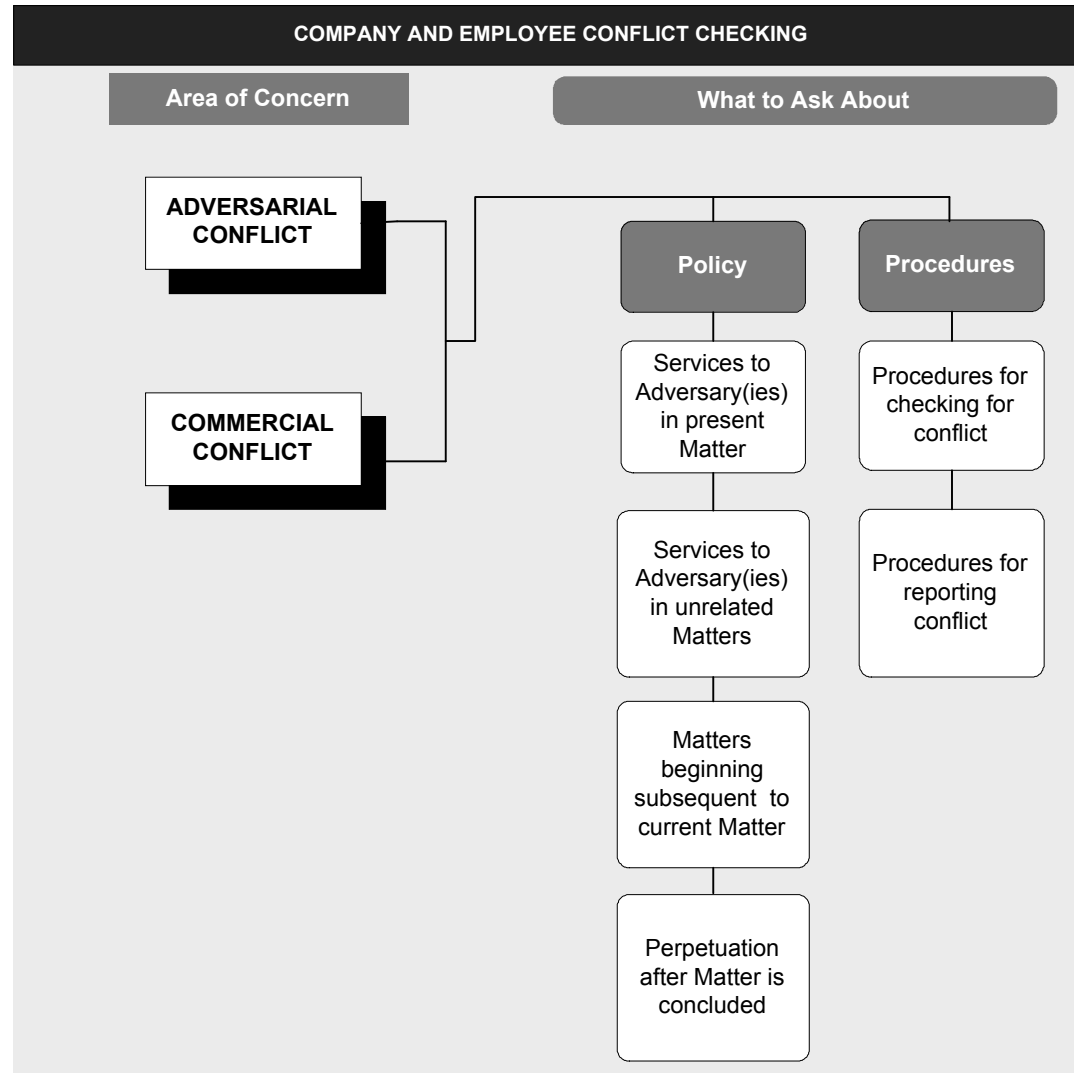 COMPANY AND EMPLOYEE CONFLICT CHECKING
Area of Concern
What to Ask About
ADVERSARIAL
CONFLICT
COMMERCIAL
CONFLICT
Policy
Services to
Adversary(ies)
in present
Matter
Services to
Adversary(ies)
in unrelated
Matters
Matters
beginning
subsequent to
current Matter
Perpetuation
after Matter is
concluded
Procedures
Procedures for
checking for
conflict
Procedures for
reporting
conflict